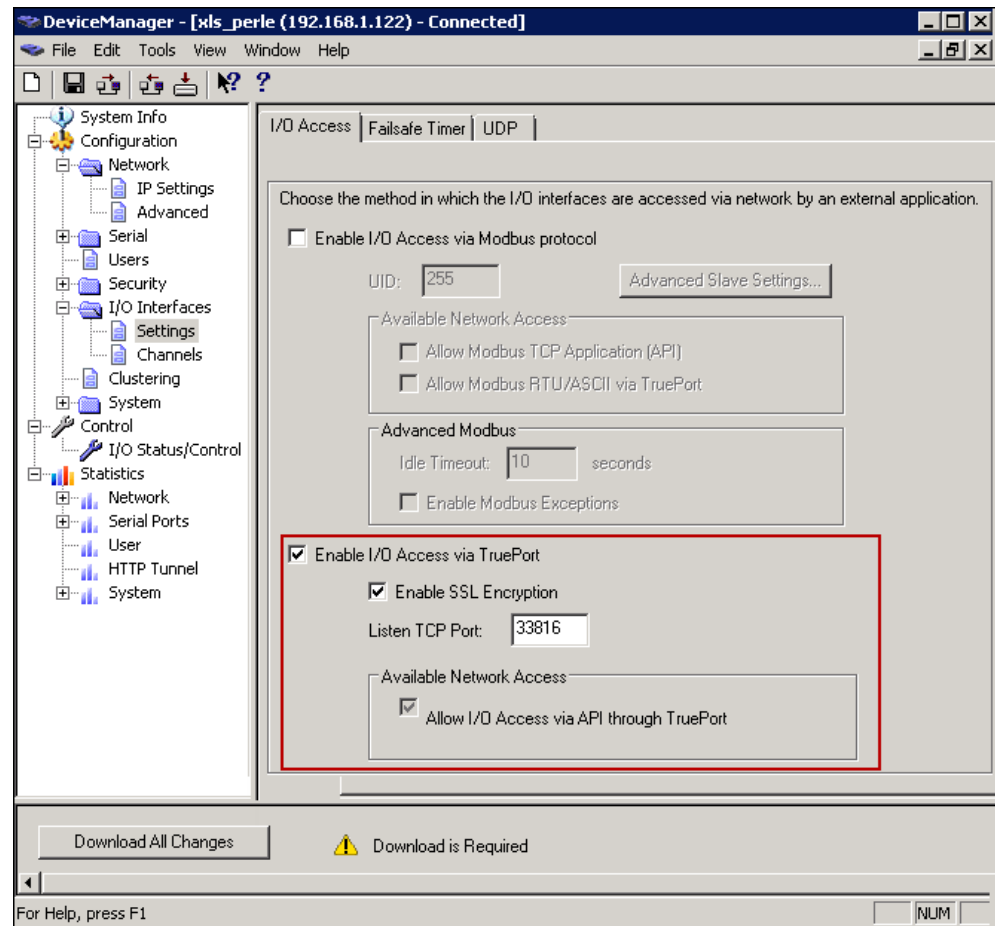 DeviceManager - [xls_perle (192.168.1.122) - Connected]
File Edit Tools View Window Help
System Info
Configuration
Network
IP Settings
Advanced
Serial
Users
Security
I/O Interfaces
Settings
Channels
Clustering
System
Control
I/O Status/Control
Statistics
Network
Serial Ports
User
HTTP Tunnel
System
I/O Access Failsafe Timer UDP
Choose the method in which the I/O interfaces are accessed via network by an external application.
Enable I/O Access via Modbus protocol
UID: 255 Advanced Slave Settings...
Available Network Access
Allow Modbus TCP Application (API)
Allow Modbus RTU/ASCII via TruePort
Advanced Modbus
Idle Timeout: 10 seconds
Enable Modbus Exceptions
Enable I/O Access via TruePort
Enable SSL Encryption
Listen TCP Port: 33816
Available Network Access
Allow I/O Access via API through TruePort
Download All Changes Download is Required
For Help, press F1 NUM